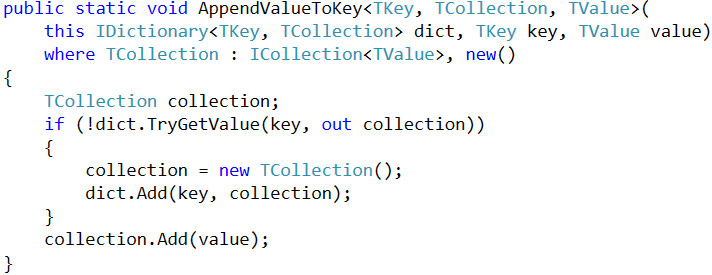 public static void AppendValueToKey<TKey, TCollection, TValue>(
    this IDictionary<TKey, TCollection> dict, TKey key, TValue value)
    where TCollection : ICollection<TValue>, new()
{
    TCollection collection;
    if (!dict.TryGetValue(key, out collection))
    {
        collection = new TCollection();
        dict.Add(key, collection);
    }
    collection.Add(value);
}